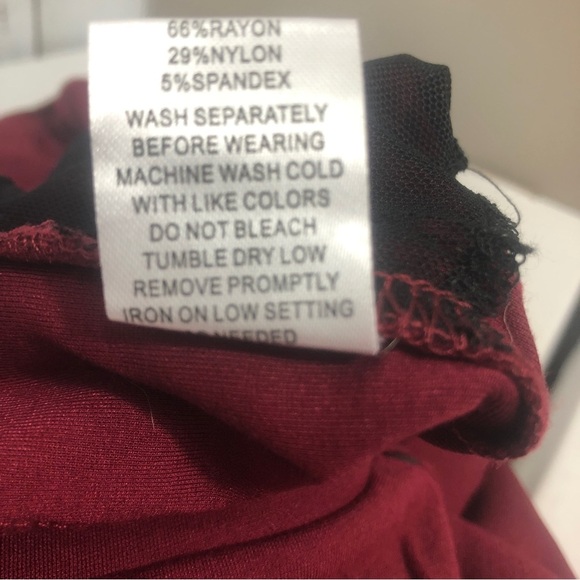 66%RAYON
29%NYLON
5%SPANDEX
WASH SEPARATELY
BEFORE WEARING
MACHINE WASH COLD
WITH LIKE COLORS
DO NOT BLEACH
TUMBLE DRY LOW
REMOVE PROMPTLY
IRON ON LOW SETTING
NEEDED